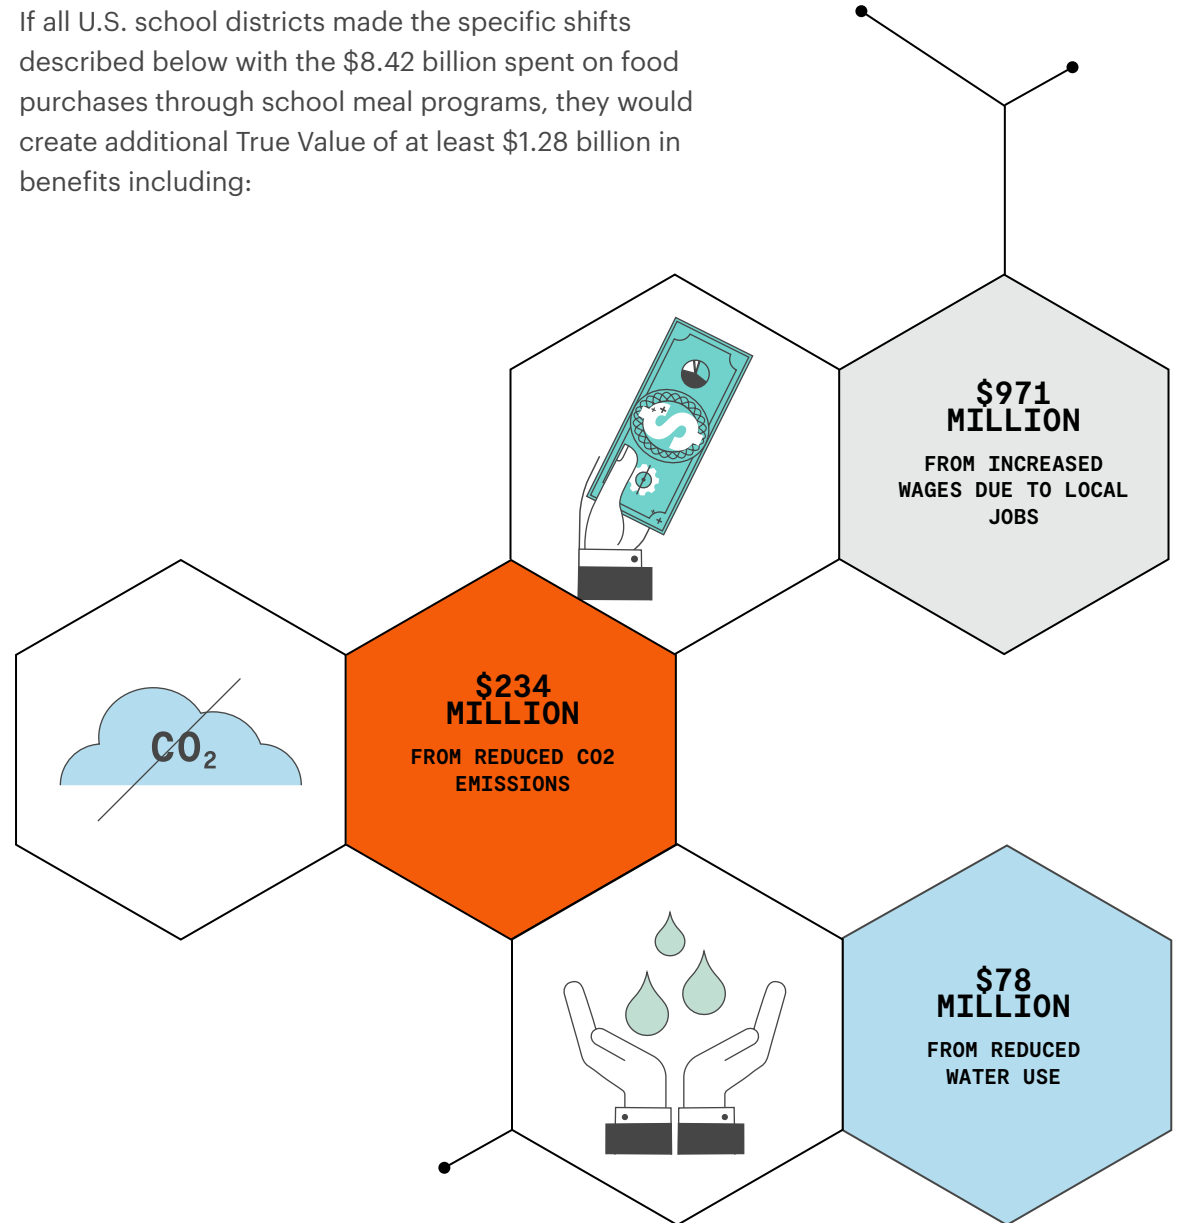 If all U.S. school districts made the specific shifts
described below with the $8.42 billion spent on food
purchases through school meal programs, they would
create additional True Value of at least $1.28 billion in
benefits including:
$971
MILLION
FROM INCREASED
WAGES DUE TO LOCAL
JOBS
$234
MILLION
FROM REDUCED CO2
EMISSIONS
CO₂
$78
MILLION
FROM REDUCED
WATER USE